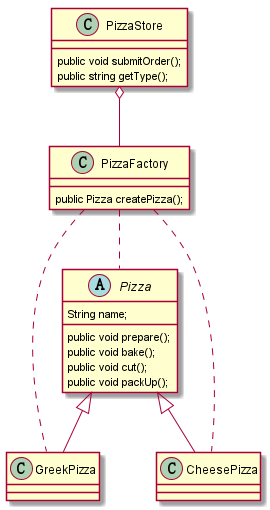 C PizzaStore
public void submitOrder();
public string getType();
C PizzaFactory
public Pizza createPizza();
A Pizza
String name;
public void prepare();
public void bake();
public void cut();
public void packUp();
C GreekPizza
C CheesePizza